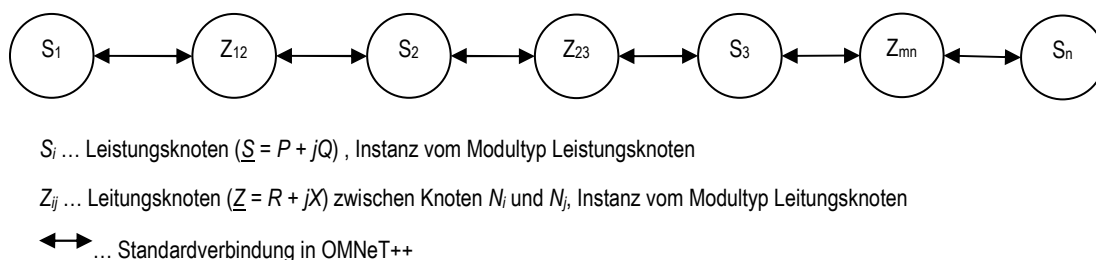 S1 Z12 S2 Z23 S3 Zmn Sn
Si … Leistungsknoten (S = P + jQ) , Instanz vom Modultyp Leistungsknoten
Zij … Leitungsknoten (Z = R + jX) zwischen Knoten Ni und Nj, Instanz vom Modultyp Leitungsknoten
… Standardverbindung in OMNeT++